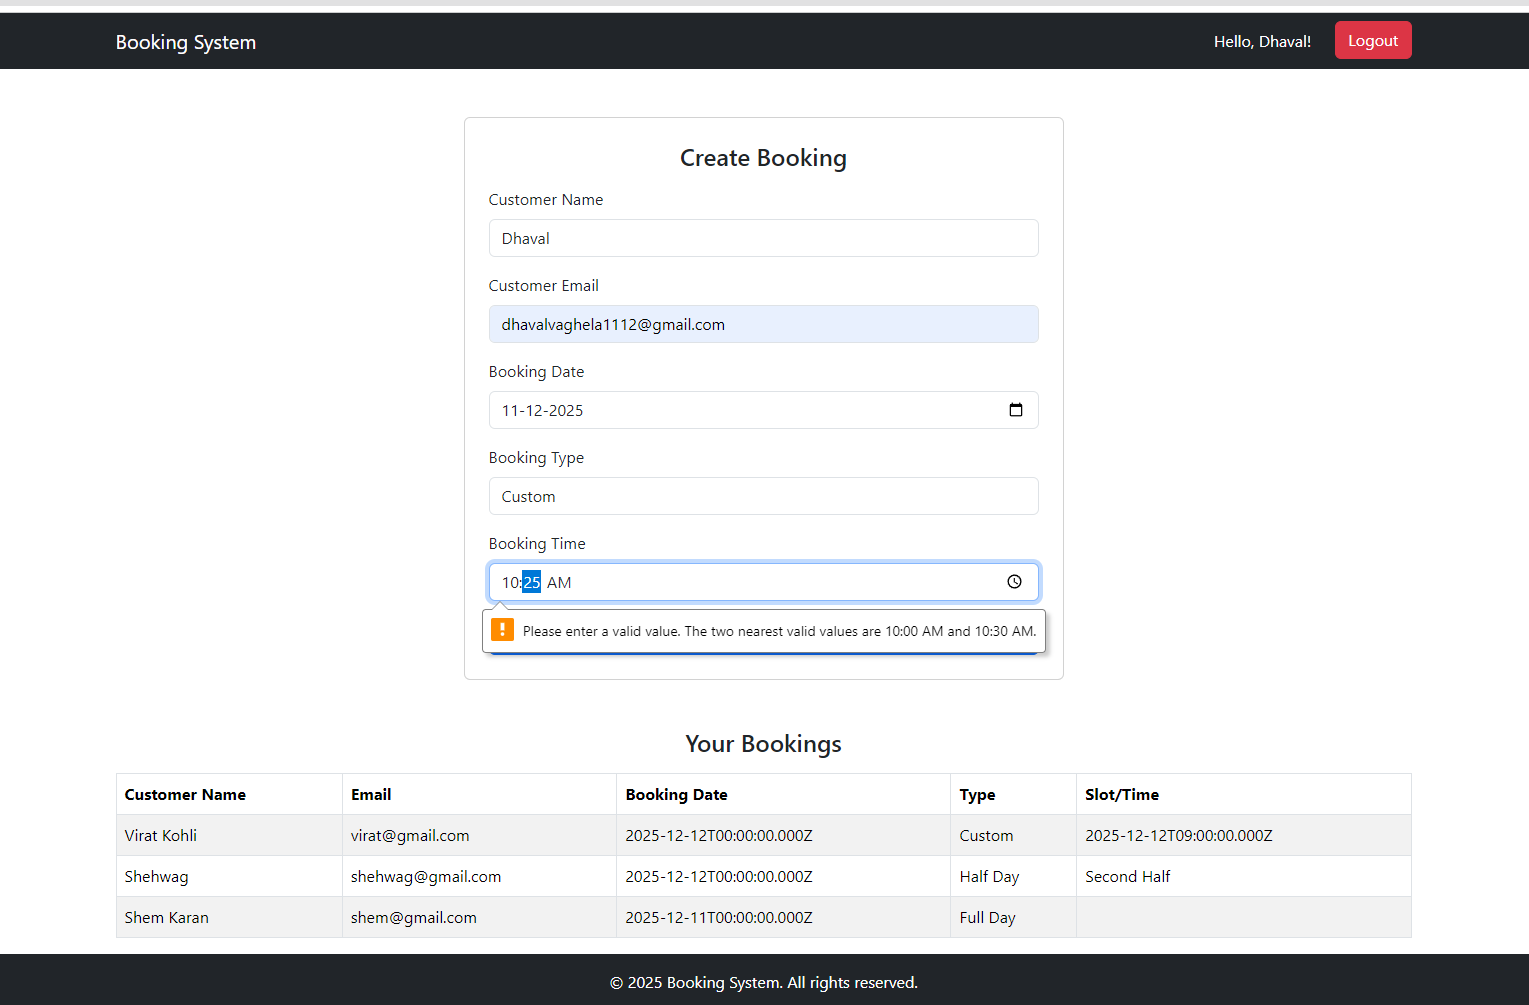 Booking System
Hello, Dhaval!
Logout
Create Booking
Customer Name
Dhaval
Customer Email
dhavalvaghela1112@gmail.com
Booking Date
11-12-2025
Booking Type
Custom
Booking Time
10:25 AM
Please enter a valid value. The two nearest valid values are 10:00 AM and 10:30 AM.
Your Bookings
Customer Name Email Booking Date Type Slot/Time
Virat Kohli virat@gmail.com 2025-12-12T00:00:00.000Z Custom 2025-12-12T09:00:00.000Z
Shehwag shehwag@gmail.com 2025-12-12T00:00:00.000Z Half Day Second Half
Shem Karan shem@gmail.com 2025-12-11T00:00:00.000Z Full Day
© 2025 Booking System. All rights reserved.